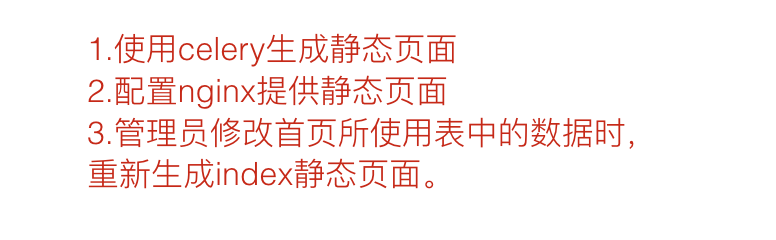 1.使用celery生成静态页面
2.配置nginx提供静态页面
3.管理员修改首页所使用表中的数据时，
重新生成index静态页面。